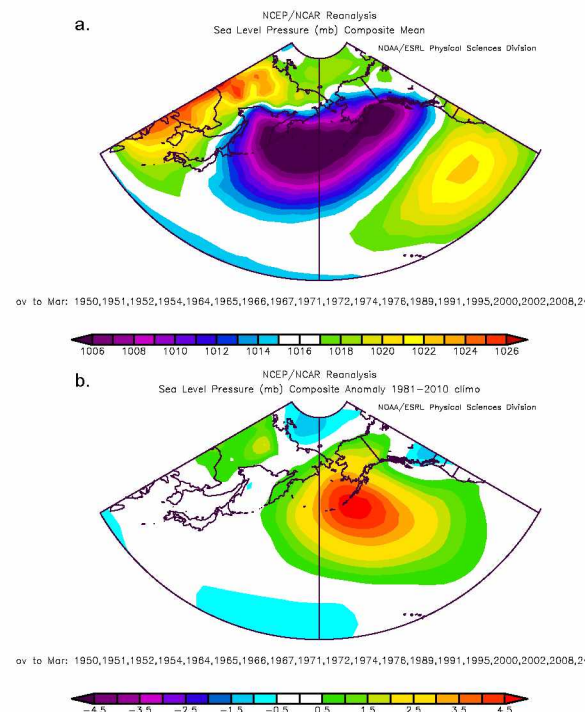 a.
NCEP/NCAR Reanalysis
Sea Level Pressure (mb) Composite Mean
NOAA/ESRL Physical Sciences Division
ov to Mar: 1950,1951,1952,1954,1964,1965,1966,1967,1971,1972,1974,1976,1989,1991,1995,2000,2002,2008,2
1006 1008 1010 1012 1014 1016 1018 1020 1022 1024 1026
b.
NCEP/NCAR Reanalysis
Sea Level Pressure (mb) Composite Anomaly 1981-2010 climo
NOAA/ESRL Physical Sciences Division
ov to Mar: 1950,1951,1952,1954,1964,1965,1966,1967,1971,1972,1974,1976,1989,1991,1995,2000,2002,2008,2
-4.5 -3.5 -2.5 -1.5 -0.5 0.5 1.5 2.5 3.5 4.5